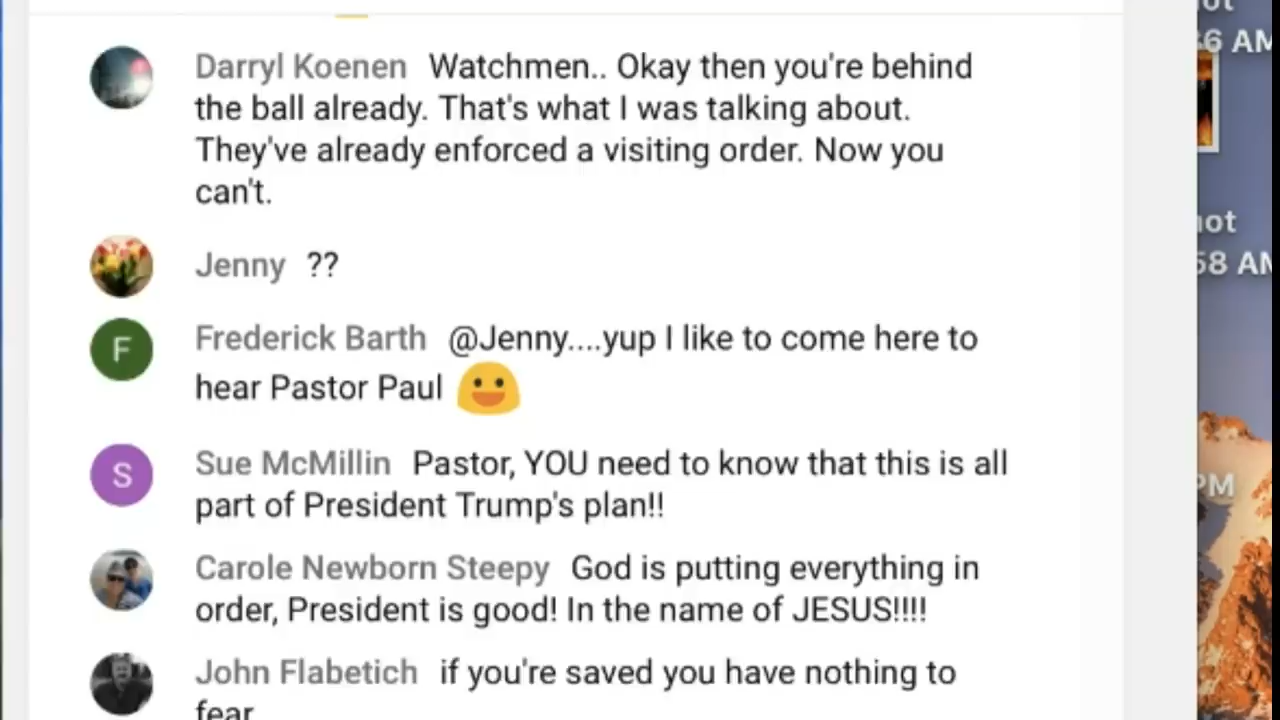 Darryl Koenen Watchmen.. Okay then you're behind
the ball already. That's what I was talking about.
They've already enforced a visiting order. Now you
can't.
Jenny ??
Frederick Barth @Jenny....yup I like to come here to
hear Pastor Paul
Sue McMillin Pastor, YOU need to know that this is all
part of President Trump's plan!!
Carole Newborn Steepy God is putting everything in
order, President is good! In the name of JESUS!!!!
John Flabetich if you're saved you have nothing to
fear